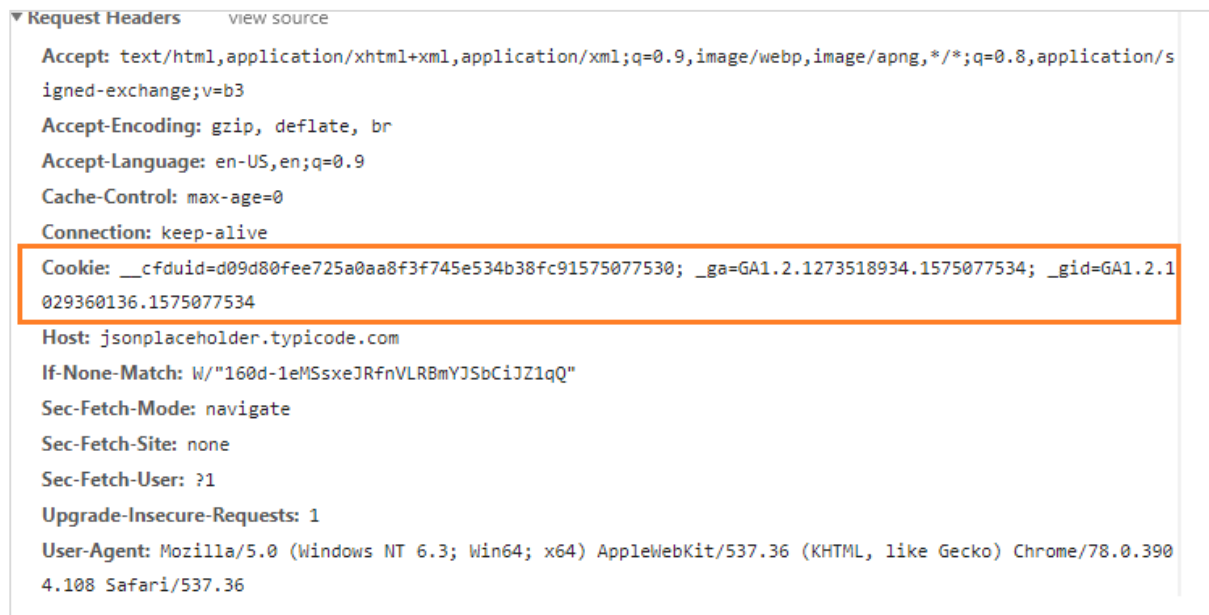 ▼ Request Headers view source
Accept: text/html,application/xhtml+xml,application/xml;q=0.9,image/webp,image/apng,*/*;q=0.8,application/s
igned-exchange;v=b3
Accept-Encoding: gzip, deflate, br
Accept-Language: en-US,en;q=0.9
Cache-Control: max-age=0
Connection: keep-alive
Cookie: __cfduid=d09d80fee725a0aa8f3f745e534b38fc91575077530; _ga=GA1.2.1273518934.1575077534; _gid=GA1.2.1
029360136.1575077534
Host: jsonplaceholder.typicode.com
If-None-Match: W/"160d-1eMSsxeJRfnVLRBmYJSbCiJZ1qQ"
Sec-Fetch-Mode: navigate
Sec-Fetch-Site: none
Sec-Fetch-User: ?1
Upgrade-Insecure-Requests: 1
User-Agent: Mozilla/5.0 (Windows NT 6.3; Win64; x64) AppleWebKit/537.36 (KHTML, like Gecko) Chrome/78.0.390
4.108 Safari/537.36